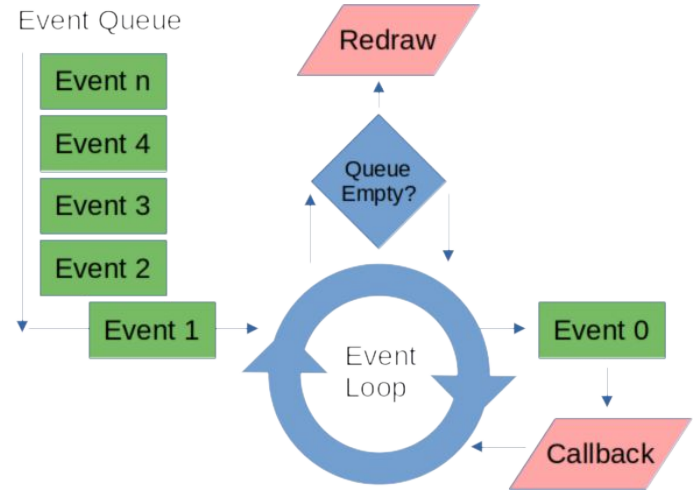 Event Queue
Event n
Event 4
Event 3
Event 2
Event 1
Redraw
Queue
Empty?
Event
Loop
Event 0
Callback